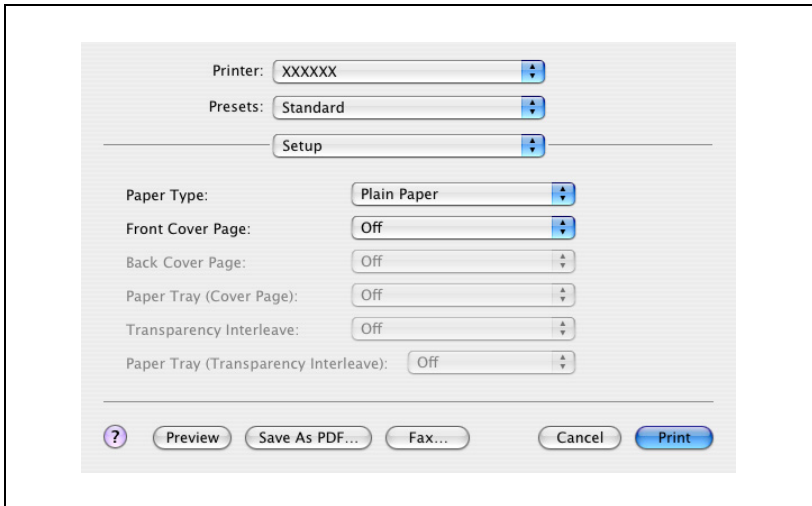 Printer: XXXXXX
Presets: Standard
Setup
Paper Type: Plain Paper
Front Cover Page: Off
Back Cover Page: Off
Paper Tray (Cover Page): Off
Transparency Interleave: Off
Paper Tray (Transparency Interleave): Off
? Preview Save As PDF... Fax... Cancel Print